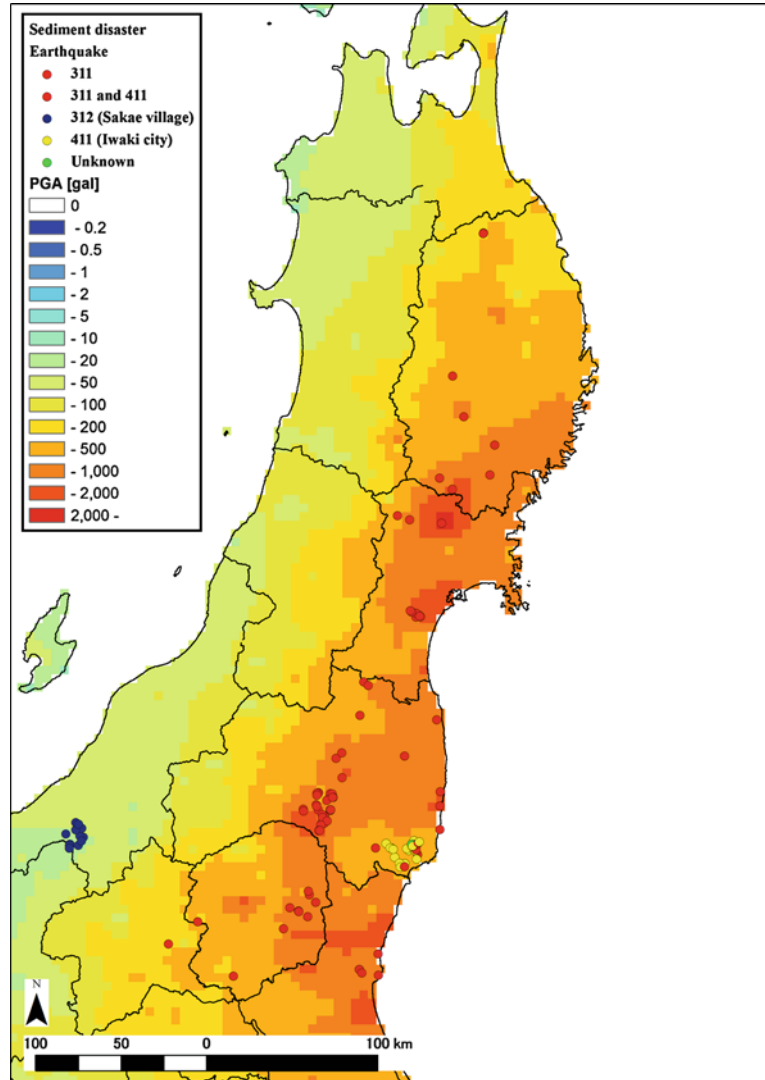 Sediment disaster
Earthquake
311
311 and 411
312 (Sakae village)
411 (Iwaki city)
Unknown
PGA [gal]
0
- 0.2
- 0.5
- 1
- 2
- 5
- 10
- 20
- 50
- 100
- 200
- 500
- 1,000
- 2,000
2,000 -
N
100 50 0 100 km